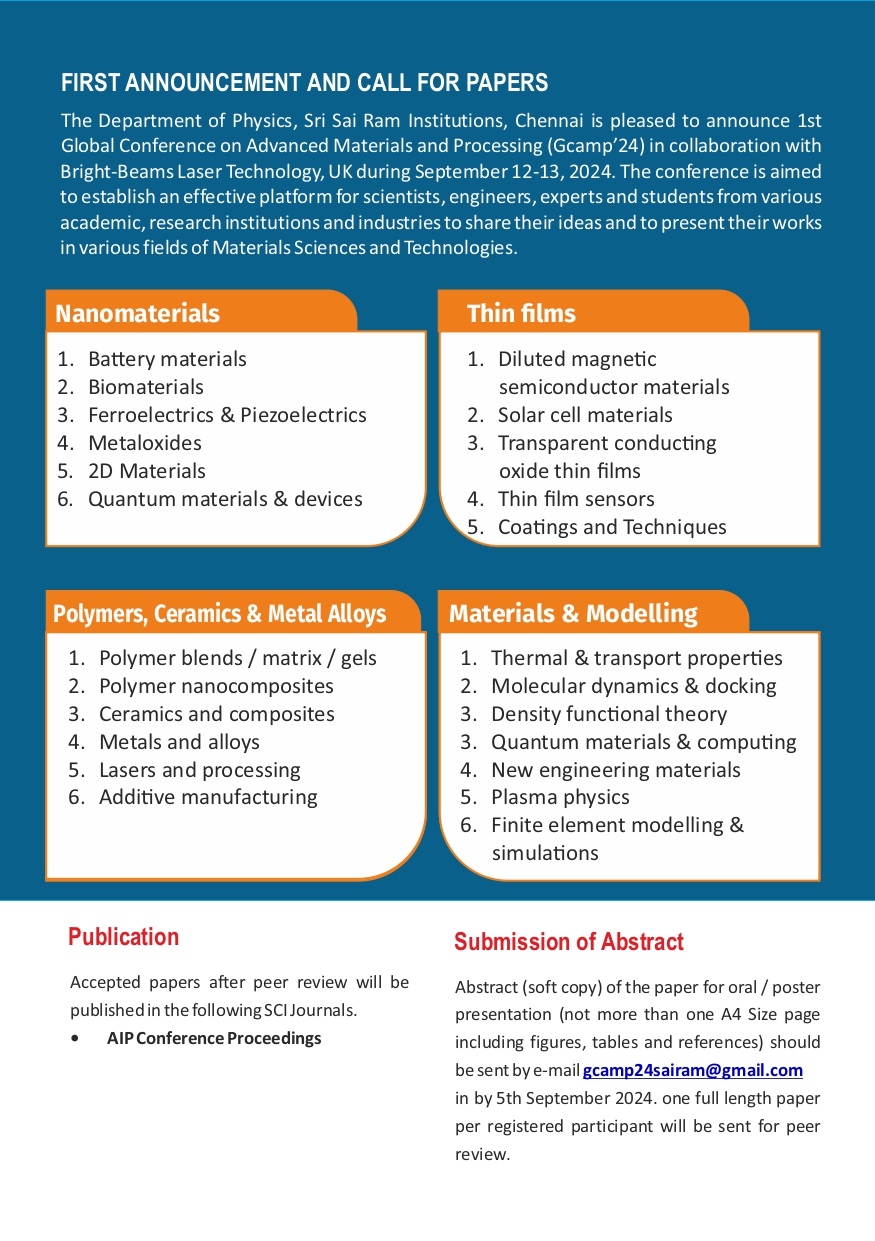 FIRST ANNOUNCEMENT AND CALL FOR PAPERS
The Department of Physics, Sri Sai Ram Institutions, Chennai is pleased to announce 1st
Global Conference on Advanced Materials and Processing (Gcamp’24) in collaboration with
Bright-Beams Laser Technology, UK during September 12-13, 2024. The conference is aimed
to establish an effective platform for scientists, engineers, experts and students from various
academic, research institutions and industries to share their ideas and to present their works
in various fields of Materials Sciences and Technologies.
Nanomaterials
1. Battery materials
2. Biomaterials
3. Ferroelectrics & Piezoelectrics
4. Metaloxides
5. 2D Materials
6. Quantum materials & devices
Thin films
1. Diluted magnetic
semiconductor materials
2. Solar cell materials
3. Transparent conducting
oxide thin films
4. Thin film sensors
5. Coatings and Techniques
Polymers, Ceramics & Metal Alloys
1. Polymer blends / matrix / gels
2. Polymer nanocomposites
3. Ceramics and composites
4. Metals and alloys
5. Lasers and processing
6. Additive manufacturing
Materials & Modelling
1. Thermal & transport properties
2. Molecular dynamics & docking
3. Density functional theory
3. Quantum materials & computing
4. New engineering materials
5. Plasma physics
6. Finite element modelling &
simulations
Publication
Accepted papers after peer review will be
published in the following SCI Journals.
• AIP Conference Proceedings
Submission of Abstract
Abstract (soft copy) of the paper for oral / poster
presentation (not more than one A4 Size page
including figures, tables and references) should
be sent by e-mail gcamp24sairam@gmail.com
in by 5th September 2024. one full length paper
per registered participant will be sent for peer
review.